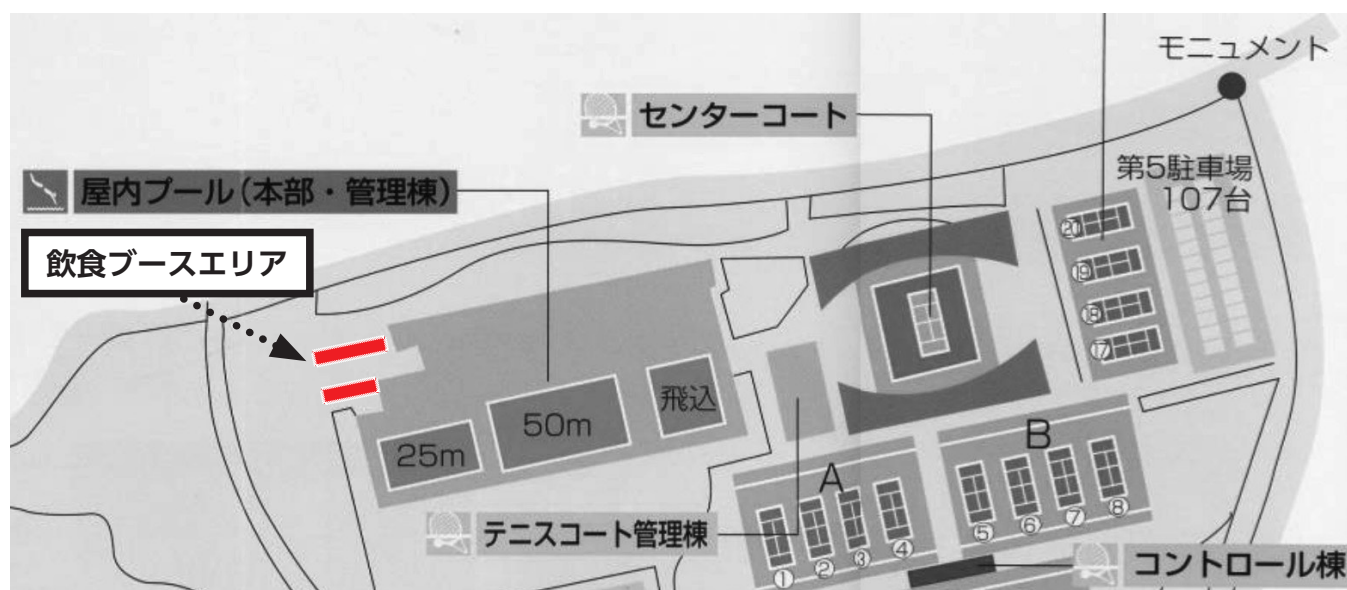 モニュメント
センターコート
第5駐車場
107台
屋内プール(本部・管理棟)
飲食ブースエリア
⑳
⑲
⑱
⑰
飛込
50m
25m
A
B
① ② ③ ④
⑤ ⑥ ⑦ ⑧
テニスコート管理棟
コントロール棟